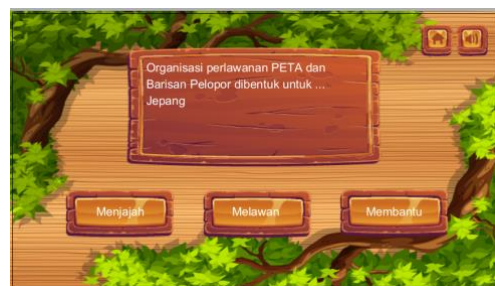 Organisasi perlawanan PETA dan
Barisan Pelopor dibentuk untuk ...
Jepang
Menjajah
Melawan
Membantu